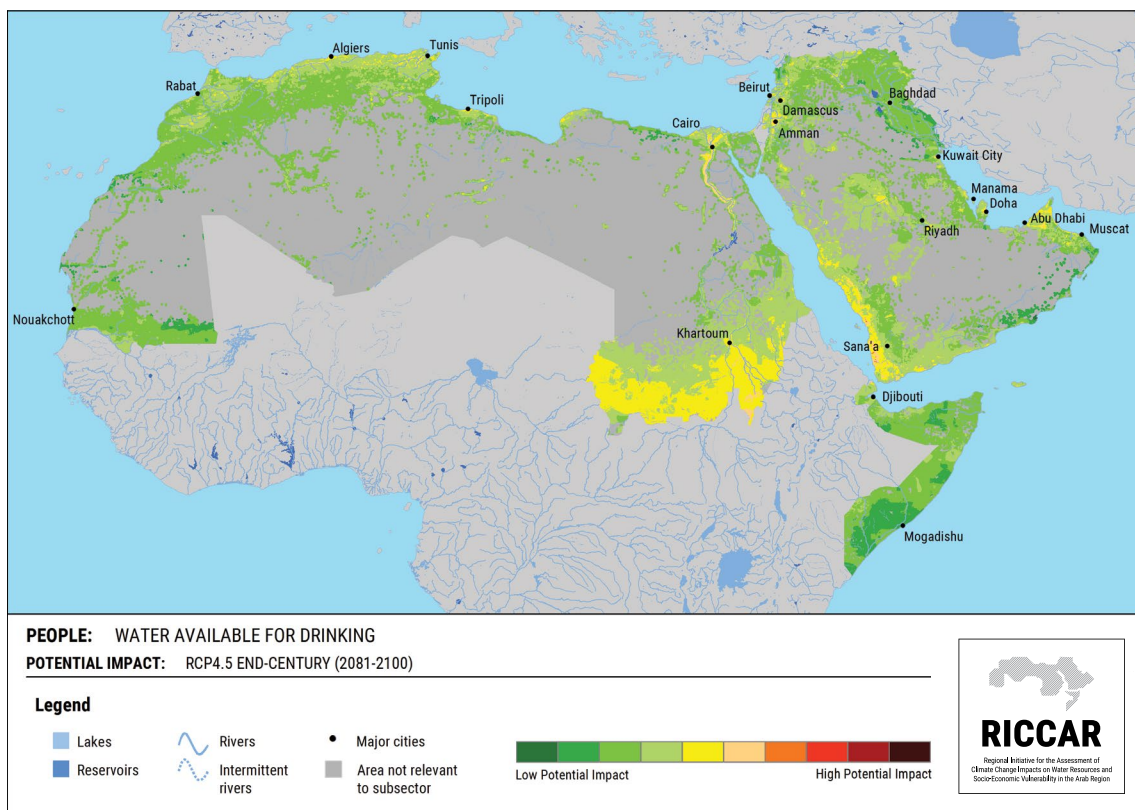 Algiers
Tunis
Rabat
Tripoli
Beirut
Baghdad
Damascus
Cairo
Amman
Kuwait City
Manama
Doha
Abu Dhabi
Riyadh
Muscat
Nouakchott
Khartoum
Sana'a
Djibouti
Mogadishu
PEOPLE: WATER AVAILABLE FOR DRINKING
POTENTIAL IMPACT: RCP4.5 END-CENTURY (2081-2100)
Legend
Lakes
Rivers
Major cities
Reservoirs
Intermittent
rivers
Area not relevant
to subsector
Low Potential Impact
High Potential Impact
RICCAR
Regional Initiative for the Assessment of
Climate Change Impacts on Water Resources and
Socio-Economic Vulnerability in the Arab Region